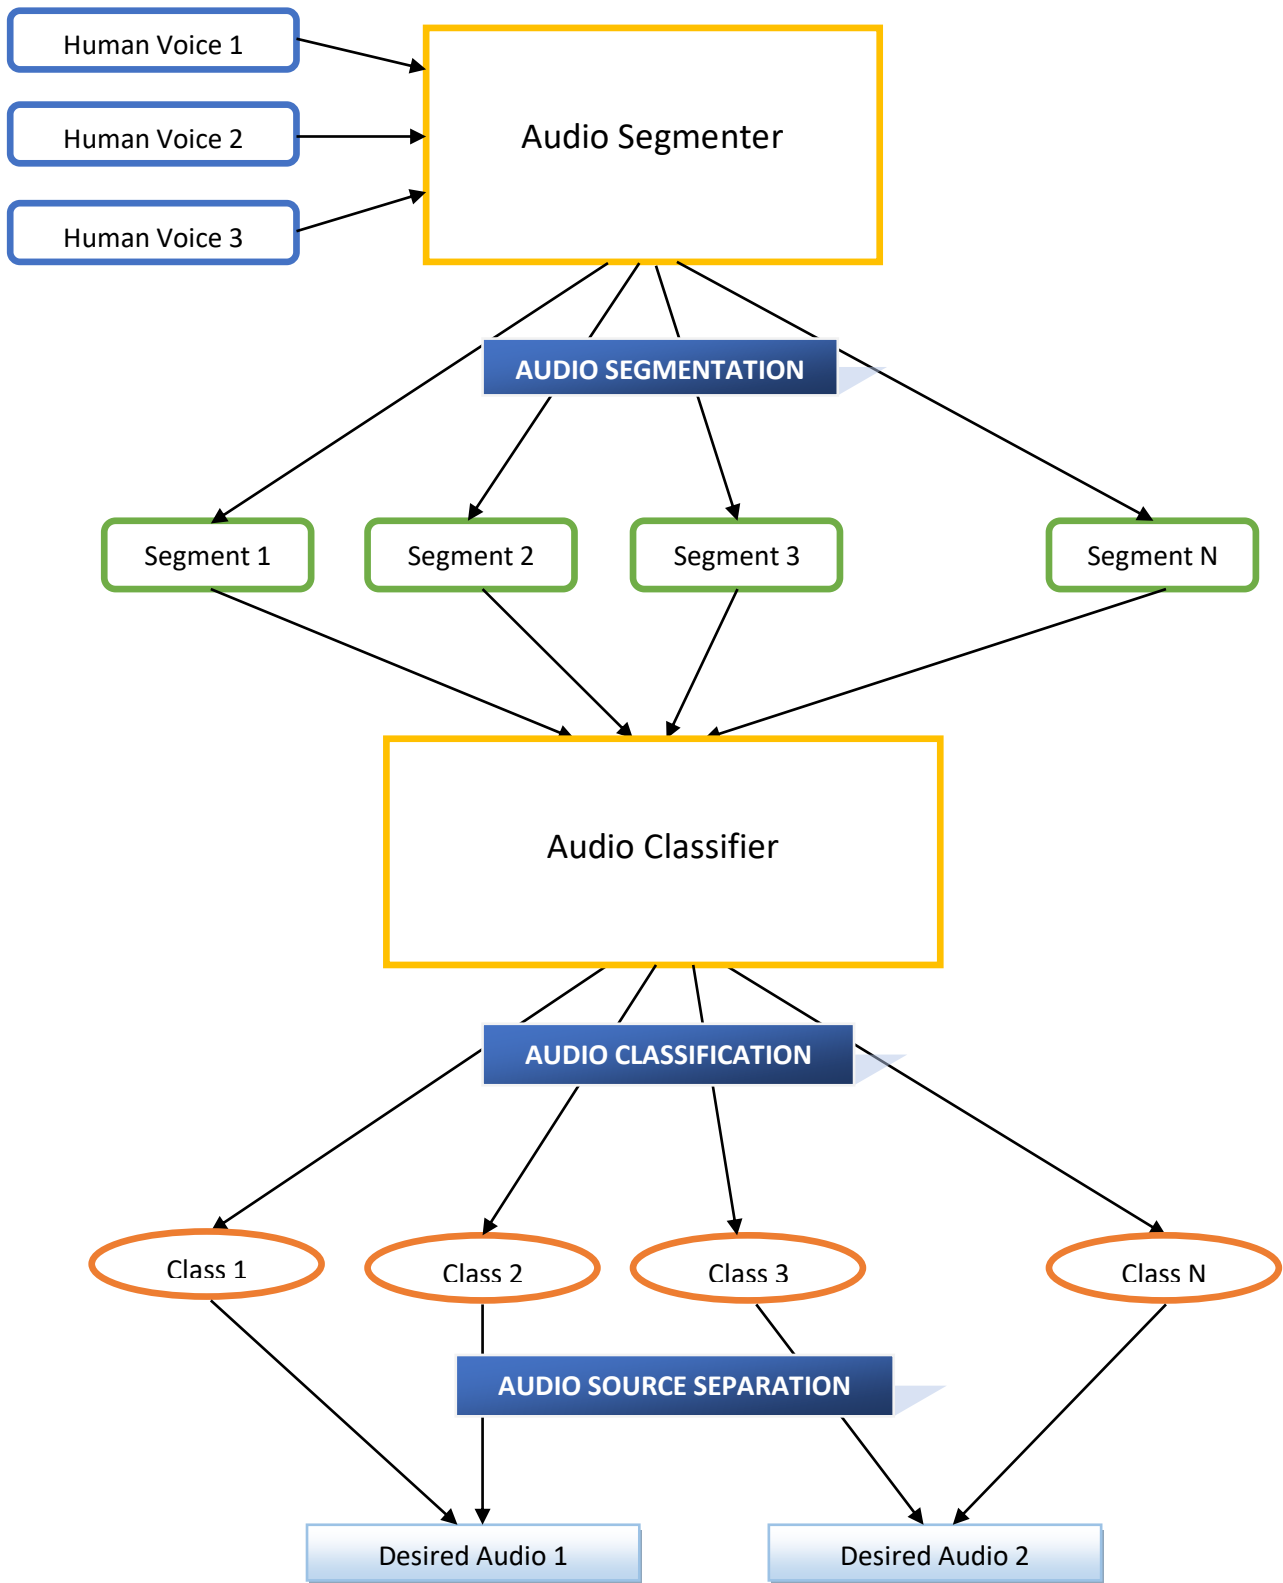 Human Voice 1
Human Voice 2
Human Voice 3
Audio Segmenter
AUDIO SEGMENTATION
Segment 1
Segment 2
Segment 3
Segment N
Audio Classifier
AUDIO CLASSIFICATION
Class 1
Class 2
Class 3
Class N
AUDIO SOURCE SEPARATION
Desired Audio 1
Desired Audio 2